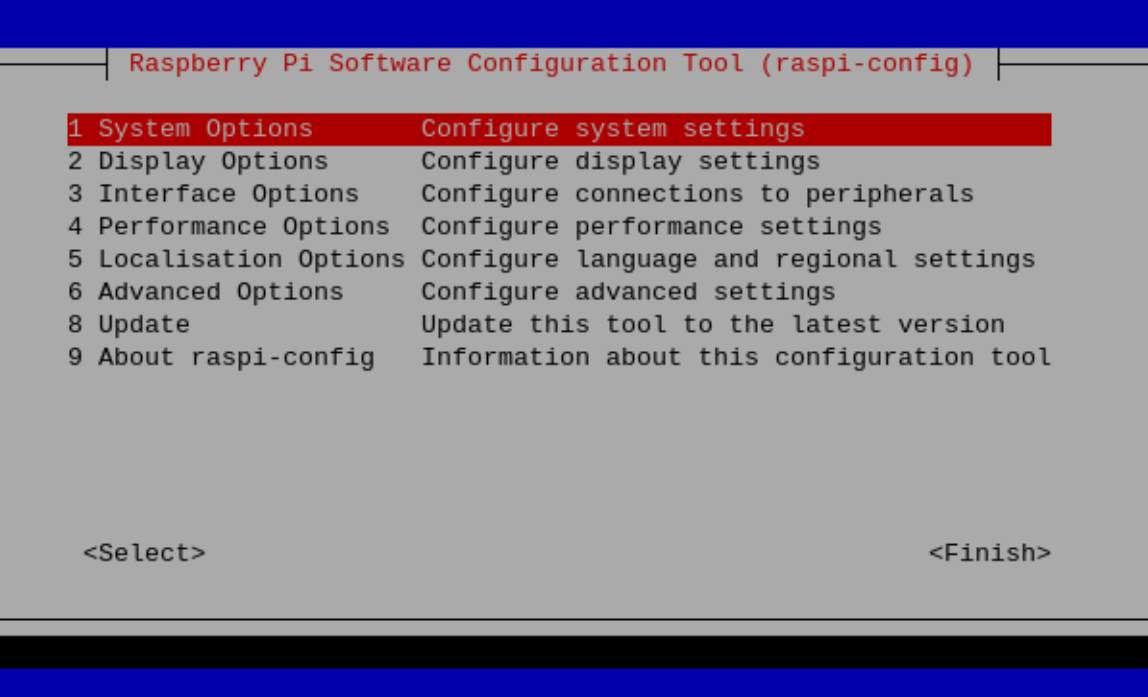 Raspberry Pi Software Configuration Tool (raspi-config)
1 System Options Configure system settings
2 Display Options Configure display settings
3 Interface Options Configure connections to peripherals
4 Performance Options Configure performance settings
5 Localisation Options Configure language and regional settings
6 Advanced Options Configure advanced settings
8 Update Update this tool to the latest version
9 About raspi-config Information about this configuration tool
<Select> <Finish>